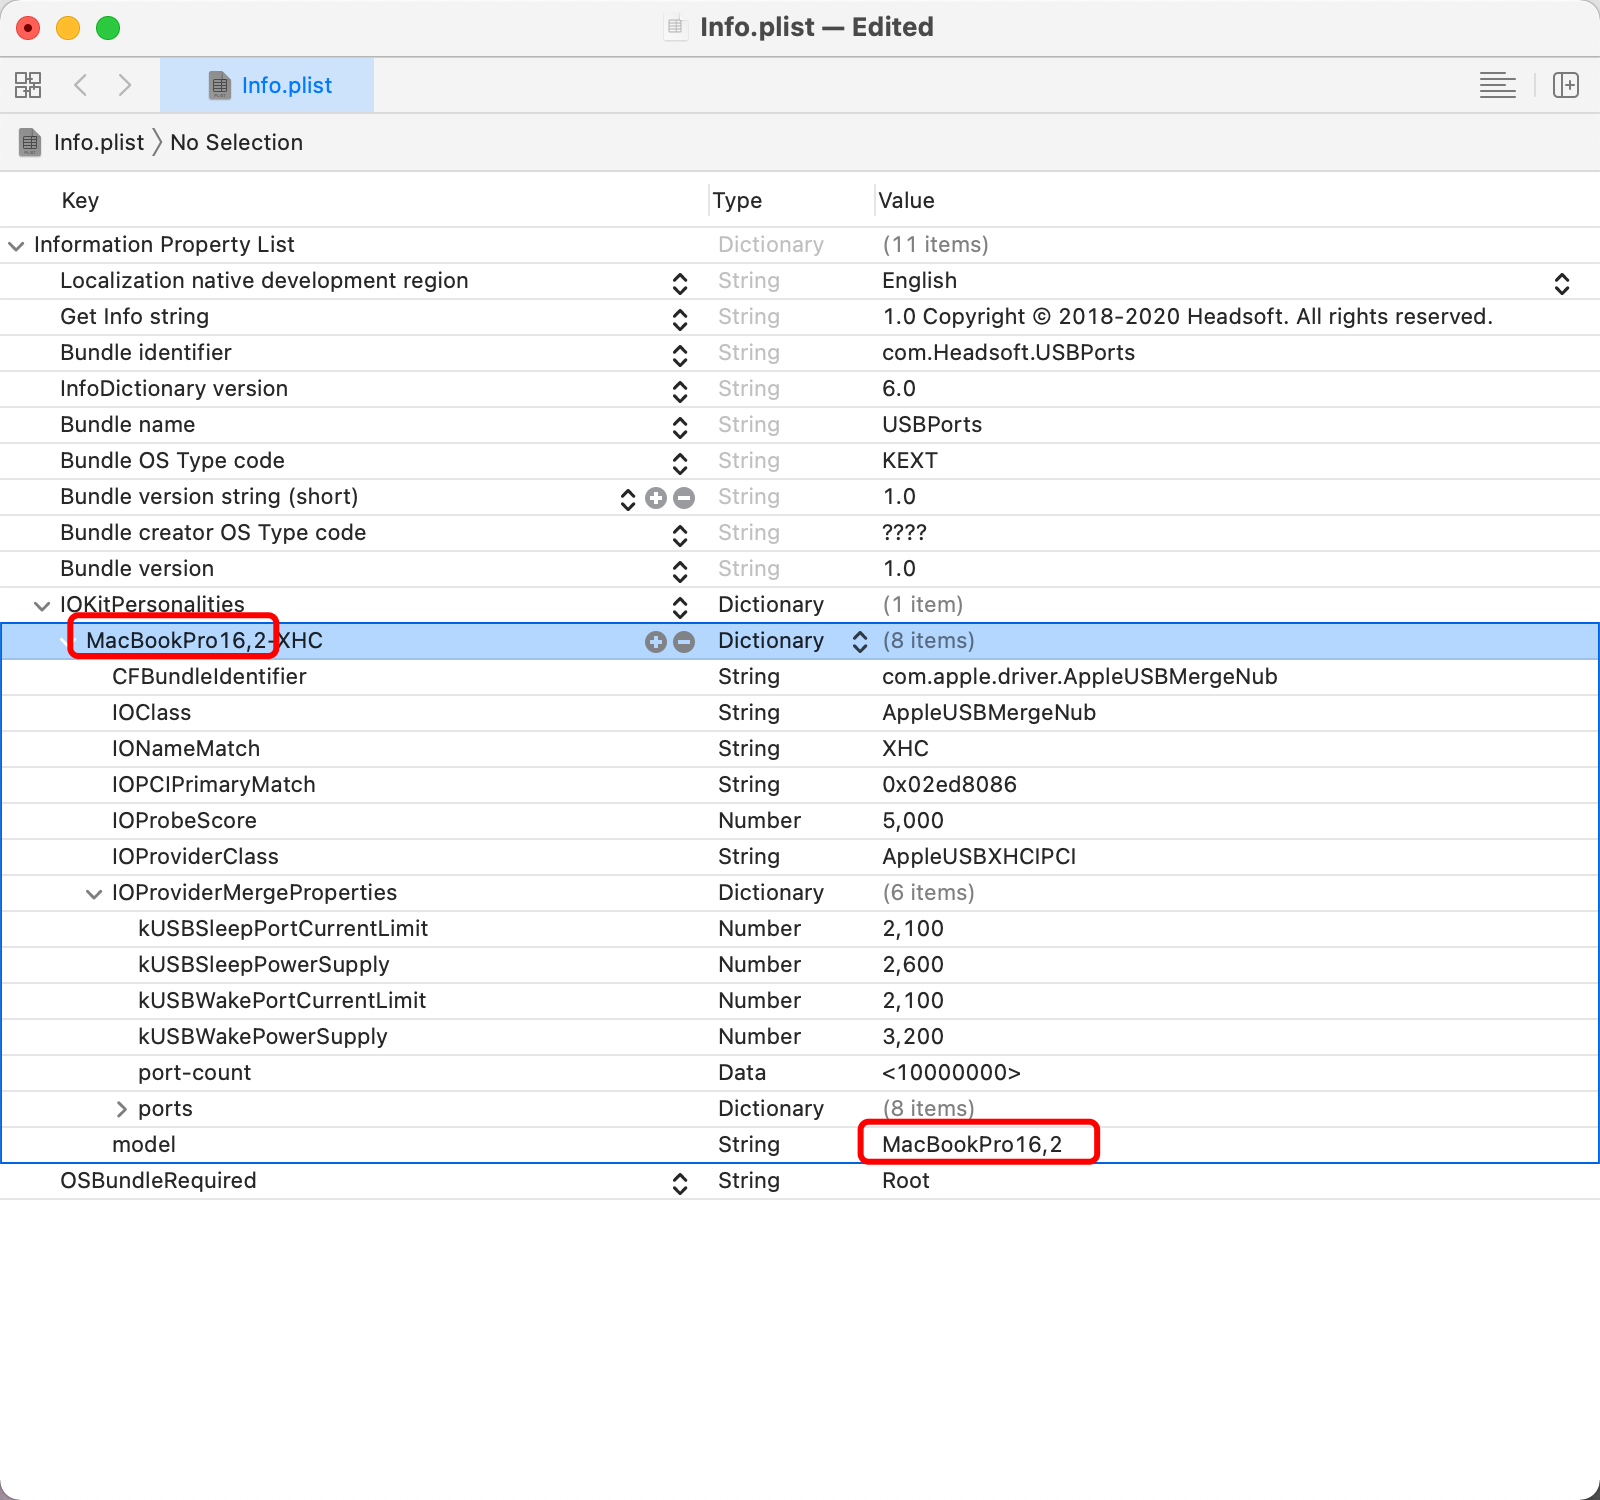 Info.plist — Edited
Info.plist
Info.plist 〉 No Selection
Key Type Value
Information Property List Dictionary (11 items)
Localization native development region String English
Get Info string String 1.0 Copyright © 2018-2020 Headsoft. All rights reserved.
Bundle identifier String com.Headsoft.USBPorts
InfoDictionary version String 6.0
Bundle name String USBPorts
Bundle OS Type code String KEXT
Bundle version string (short) String 1.0
Bundle creator OS Type code String ????
Bundle version String 1.0
IOKitPersonalities Dictionary (1 item)
MacBookPro16,2-XHC Dictionary (8 items)
CFBundleIdentifier String com.apple.driver.AppleUSBMergeNub
IOClass String AppleUSBMergeNub
IONameMatch String XHC
IOPCIPrimaryMatch String 0x02ed8086
IOProbeScore Number 5,000
IOProviderClass String AppleUSBXHCIPCI
IOProviderMergeProperties Dictionary (6 items)
kUSBSleepPortCurrentLimit Number 2,100
kUSBSleepPowerSupply Number 2,600
kUSBWakePortCurrentLimit Number 2,100
kUSBWakePowerSupply Number 3,200
port-count Data <10000000>
ports Dictionary (8 items)
model String MacBookPro16,2
OSBundleRequired String Root